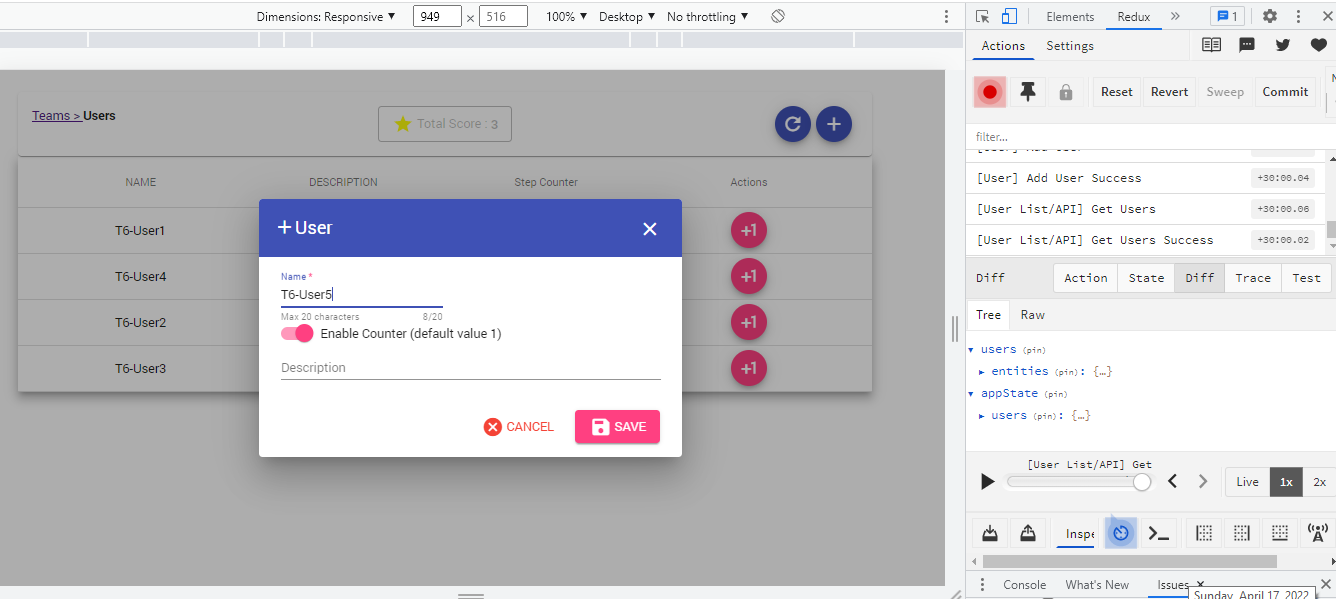 Dimensions: Responsive ▼ 949 × 516 100% ▼ Desktop ▼ No throttling ▼
Elements Redux » 1
Actions Settings
Reset Revert Sweep Commit
filter...
[User] Add User
[User] Add User Success +30:00.04
[User List/API] Get Users +30:00.06
[User List/API] Get Users Success +30:00.02
Diff Action State Diff Trace Test
Tree Raw
users (pin)
entities (pin): {…}
appState (pin)
users (pin): {…}
[User List/API] Get
Live 1x 2x
Inspe
Console What's New Issues ×
Sunday, April 17, 2022
Teams > Users
Total Score : 3
NAME DESCRIPTION Step Counter Actions
T6-User1 +1
T6-User4 +1
T6-User2 +1
T6-User3 +1
+ User
Name *
T6-User5
Max 20 characters 8/20
Enable Counter (default value 1)
Description
CANCEL SAVE